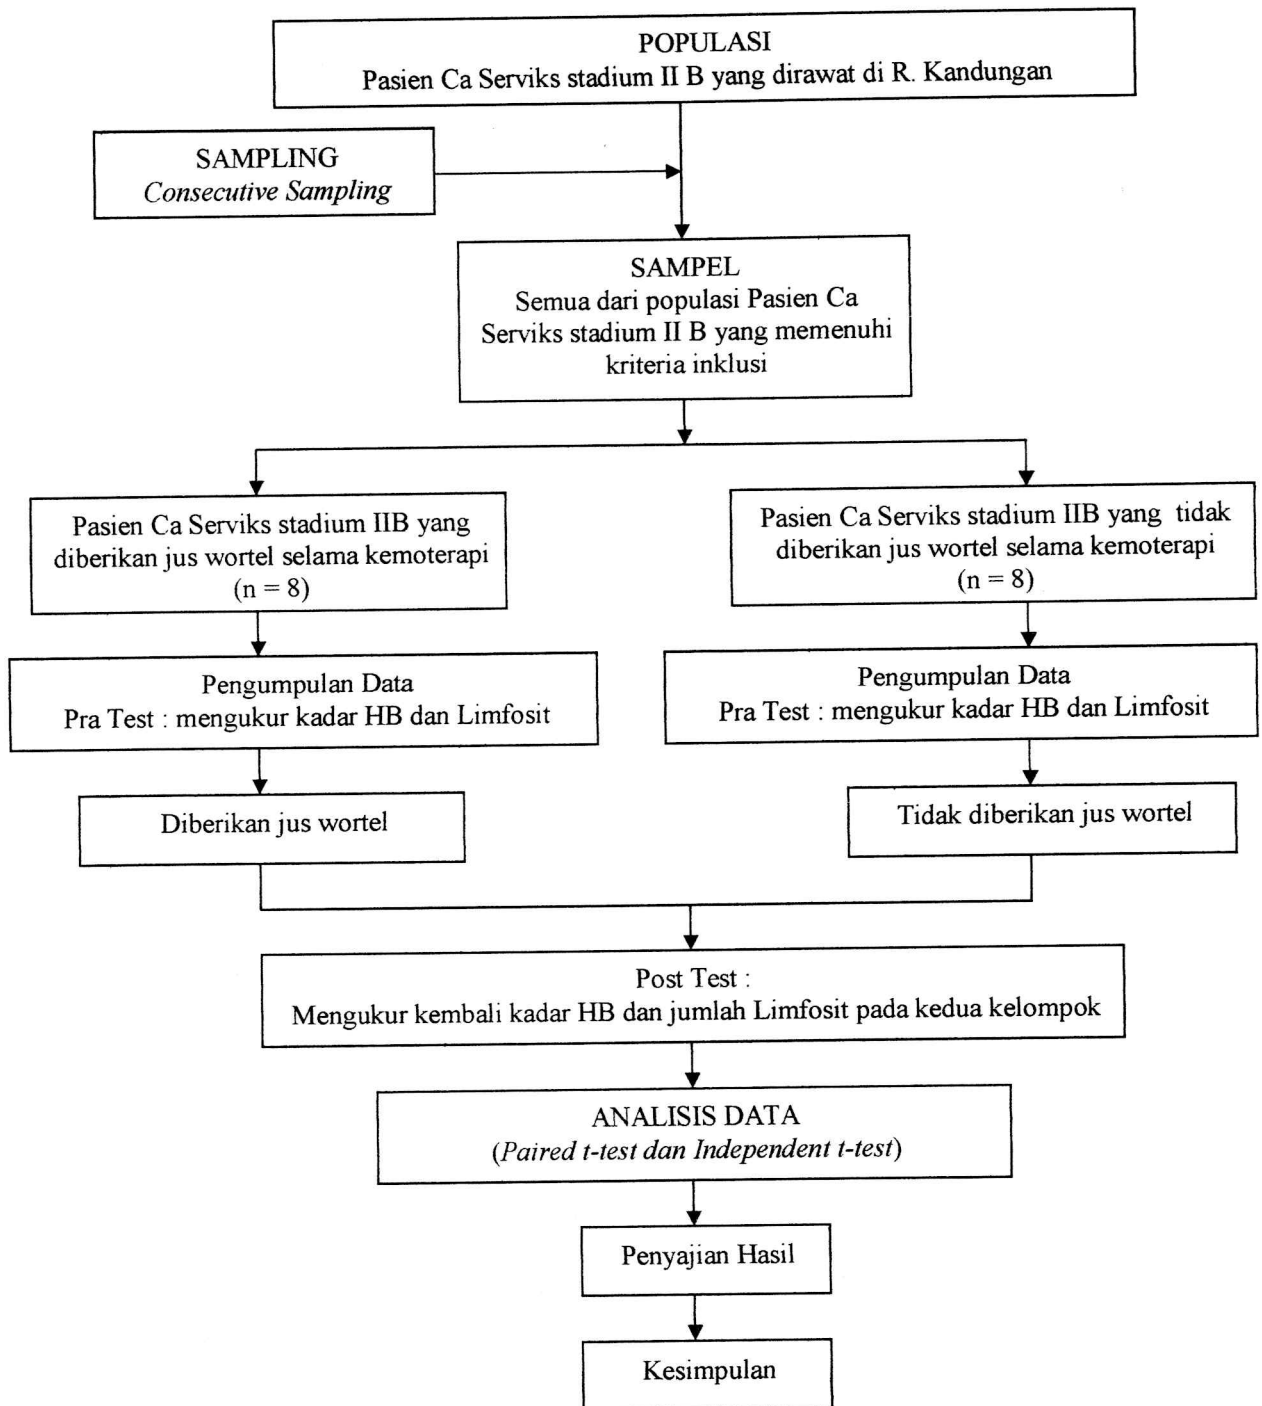 POPULASI
Pasien Ca Serviks stadium II B yang dirawat di R. Kandungan
SAMPLING
Consecutive Sampling
SAMPEL
Semua dari populasi Pasien Ca
Serviks stadium II B yang memenuhi
kriteria inklusi
Pasien Ca Serviks stadium IIB yang
diberikan jus wortel selama kemoterapi
(n = 8)
Pasien Ca Serviks stadium IIB yang tidak
diberikan jus wortel selama kemoterapi
(n = 8)
Pengumpulan Data
Pra Test : mengukur kadar HB dan Limfosit
Pengumpulan Data
Pra Test : mengukur kadar HB dan Limfosit
Diberikan jus wortel
Tidak diberikan jus wortel
Post Test :
Mengukur kembali kadar HB dan jumlah Limfosit pada kedua kelompok
ANALISIS DATA
(Paired t-test dan Independent t-test)
Penyajian Hasil
Kesimpulan